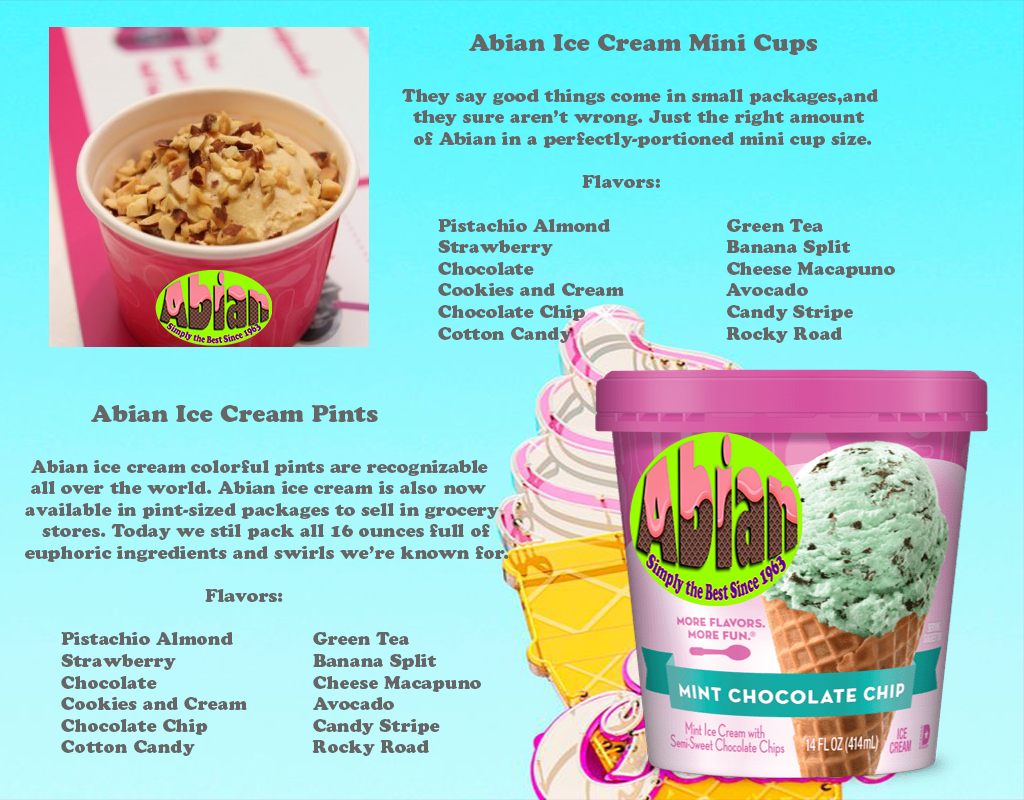 Abian Ice Cream Mini Cups
They say good things come in small packages,and
they sure aren't wrong. Just the right amount
of Abian in a perfectly-portioned mini cup size.
Flavors:
Pistachio Almond
Strawberry
Chocolate
Cookies and Cream
Chocolate Chip
Cotton Candy
Green Tea
Banana Split
Cheese Macapuno
Avocado
Candy Stripe
Rocky Road
Abian
Simply the Best Since 1963
Abian Ice Cream Pints
Abian ice cream colorful pints are recognizable
all over the world. Abian ice cream is also now
available in pint-sized packages to sell in grocery
stores. Today we stil pack all 16 ounces full of
euphoric ingredients and swirls we're known for.
Flavors:
Pistachio Almond
Strawberry
Chocolate
Cookies and Cream
Chocolate Chip
Cotton Candy
Green Tea
Banana Split
Cheese Macapuno
Avocado
Candy Stripe
Rocky Road
Abian
Simply the Best Since 1963
MORE FLAVORS.
MORE FUN.®
MINT CHOCOLATE CHIP
Mint Ice Cream with
Semi-Sweet Chocolate Chips
14 FL OZ (414mL)
ICE
CREAM